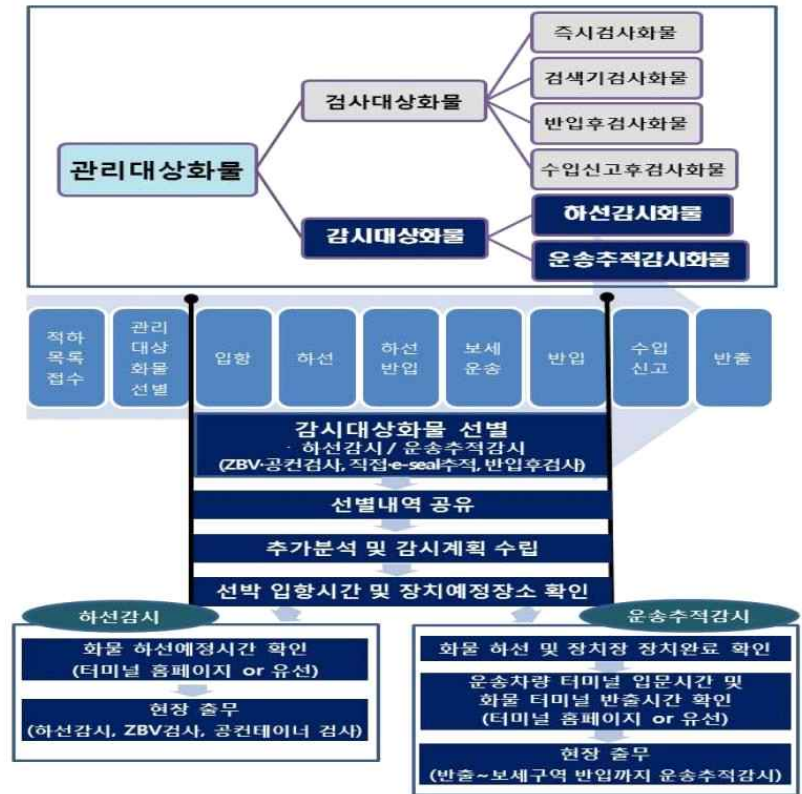 관리대상화물
검사대상화물
즉시검사화물
검색기검사화물
반입후검사화물
수입신고후검사화물
감시대상화물
하선감시화물
운송추적감시화물
적하
목록
접수
관리
대상
화물
선별
입항
하선
하선
반입
보세
운송
반입
수입
신고
반출
감시대상화물 선별
· 하선감시 / 운송추적감시
(ZBV·공컨검사, 직접·e-seal추적, 반입후검사)
선별내역 공유
추가분석 및 감시계획 수립
선박 입항시간 및 장치예정장소 확인
하선감시
화물 하선예정시간 확인
(터미널 홈페이지 or 유선)
현장 출무
(하선감시, ZBV검사, 공컨테이너 검사)
운송추적감시
화물 하선 및 장치장 장치완료 확인
운송차량 터미널 입문시간 및
화물 터미널 반출시간 확인
(터미널 홈페이지 or 유선)
현장 출무
(반출~보세구역 반입까지 운송추적감시)